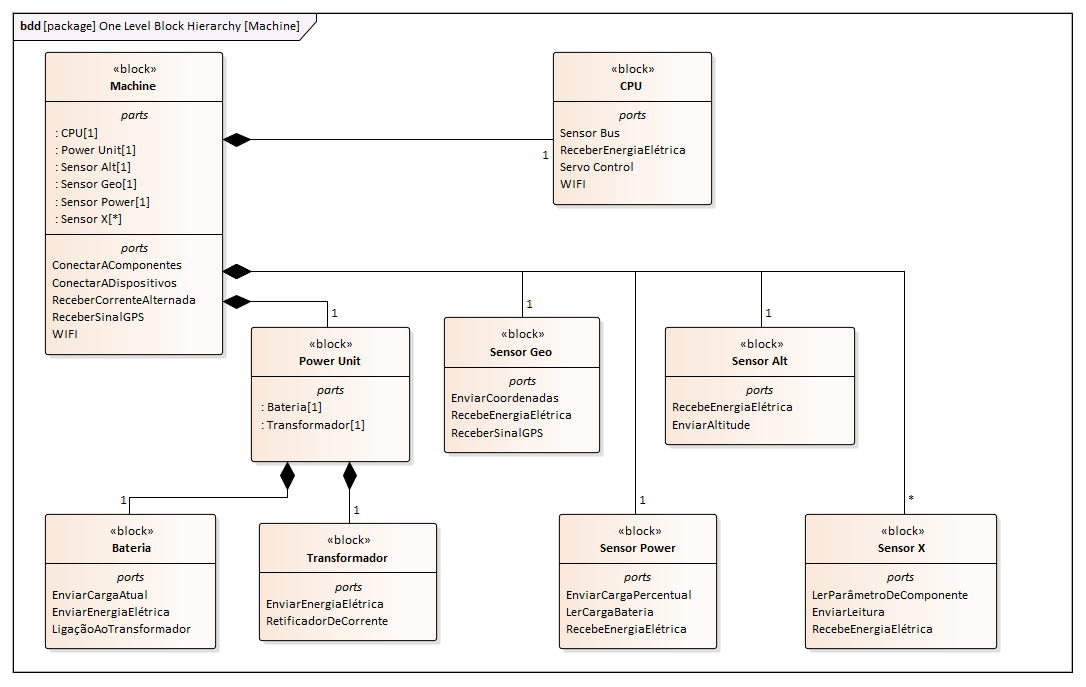 bdd [package] One Level Block Hierarchy [Machine]
«block»
Machine
parts
: CPU[1]
: Power Unit[1]
: Sensor Alt[1]
: Sensor Geo[1]
: Sensor Power[1]
: Sensor X[*]
ports
ConectarAComponentes
ConectarADispositivos
ReceberCorrenteAlternada
ReceberSinalGPS
WIFI
«block»
CPU
ports
Sensor Bus
ReceberEnergiaElétrica
Servo Control
WIFI
1
1
«block»
Power Unit
parts
: Bateria[1]
: Transformador[1]
1
«block»
Sensor Geo
ports
EnviarCoordenadas
RecebeEnergiaElétrica
ReceberSinalGPS
1
«block»
Sensor Alt
ports
RecebeEnergiaElétrica
EnviarAltitude
1
«block»
Bateria
ports
EnviarCargaAtual
EnviarEnergiaElétrica
LigaçãoAoTransformador
1
«block»
Transformador
ports
EnviarEnergiaElétrica
RetificadorDeCorrente
1
«block»
Sensor Power
ports
EnviarCargaPercentual
LerCargaBateria
RecebeEnergiaElétrica
*
«block»
Sensor X
ports
LerParâmetroDeComponente
EnviarLeitura
RecebeEnergiaElétrica